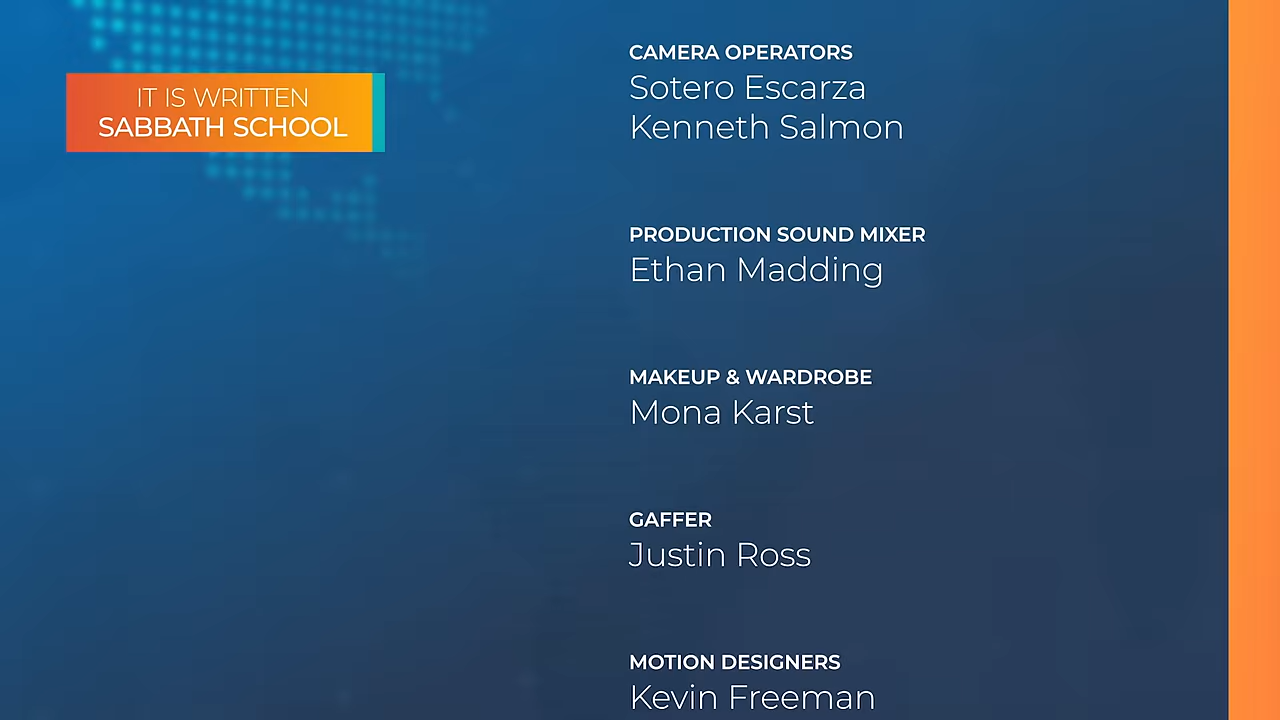 IT IS WRITTEN
SABBATH SCHOOL
CAMERA OPERATORS
Sotero Escarza
Kenneth Salmon
PRODUCTION SOUND MIXER
Ethan Madding
MAKEUP & WARDROBE
Mona Karst
GAFFER
Justin Ross
MOTION DESIGNERS
Kevin Freeman